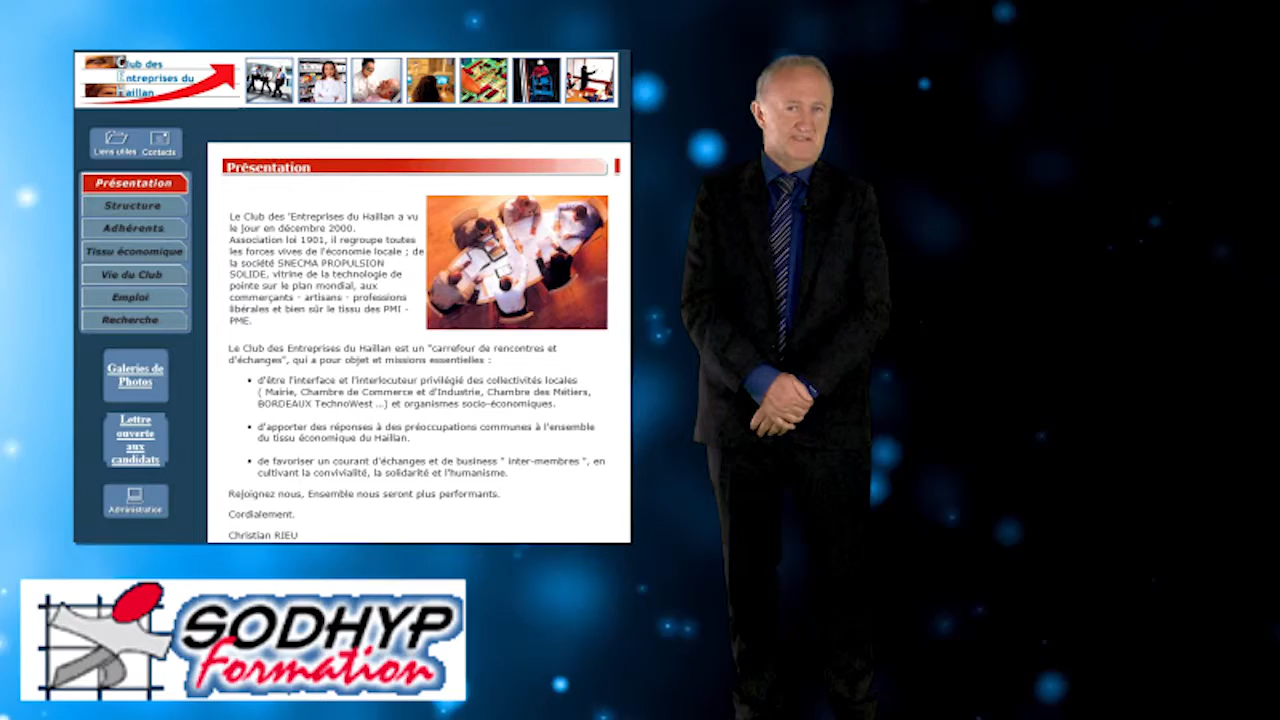 Club des
Entreprises du
Haillan
Liens utiles Contacts
Présentation
Structure
Adhérents
Tissu économique
Vie du Club
Emploi
Recherche
Galeries de
Photos
Lettre
ouverte
aux
candidats
Administration
Présentation
Le Club des 'Entreprises du Haillan a vu
le jour en décembre 2000.
Association loi 1901, il regroupe toutes
les forces vives de l'économie locale ; de
la société SNECMA PROPULSION
SOLIDE, vitrine de la technologie de
pointe sur le plan mondial, aux
commerçants - artisans - professions
libérales et bien sûr le tissu des PMI -
PME.
Le Club des Entreprises du Haillan est un "carrefour de rencontres et
d'échanges", qui a pour objet et missions essentielles :
• d'être l'interface et l'interlocuteur privilégié des collectivités locales
( Mairie, Chambre de Commerce et d'Industrie, Chambre des Métiers,
BORDEAUX TechnoWest ...) et organismes socio-économiques.
• d'apporter des réponses à des préoccupations communes à l'ensemble
du tissu économique du Haillan.
• de favoriser un courant d'échanges et de business " inter-membres ", en
cultivant la convivialité, la solidarité et l'humanisme.
Rejoignez nous, Ensemble nous seront plus performants.
Cordialement.
Christian RIEU
SODHYP
Formation